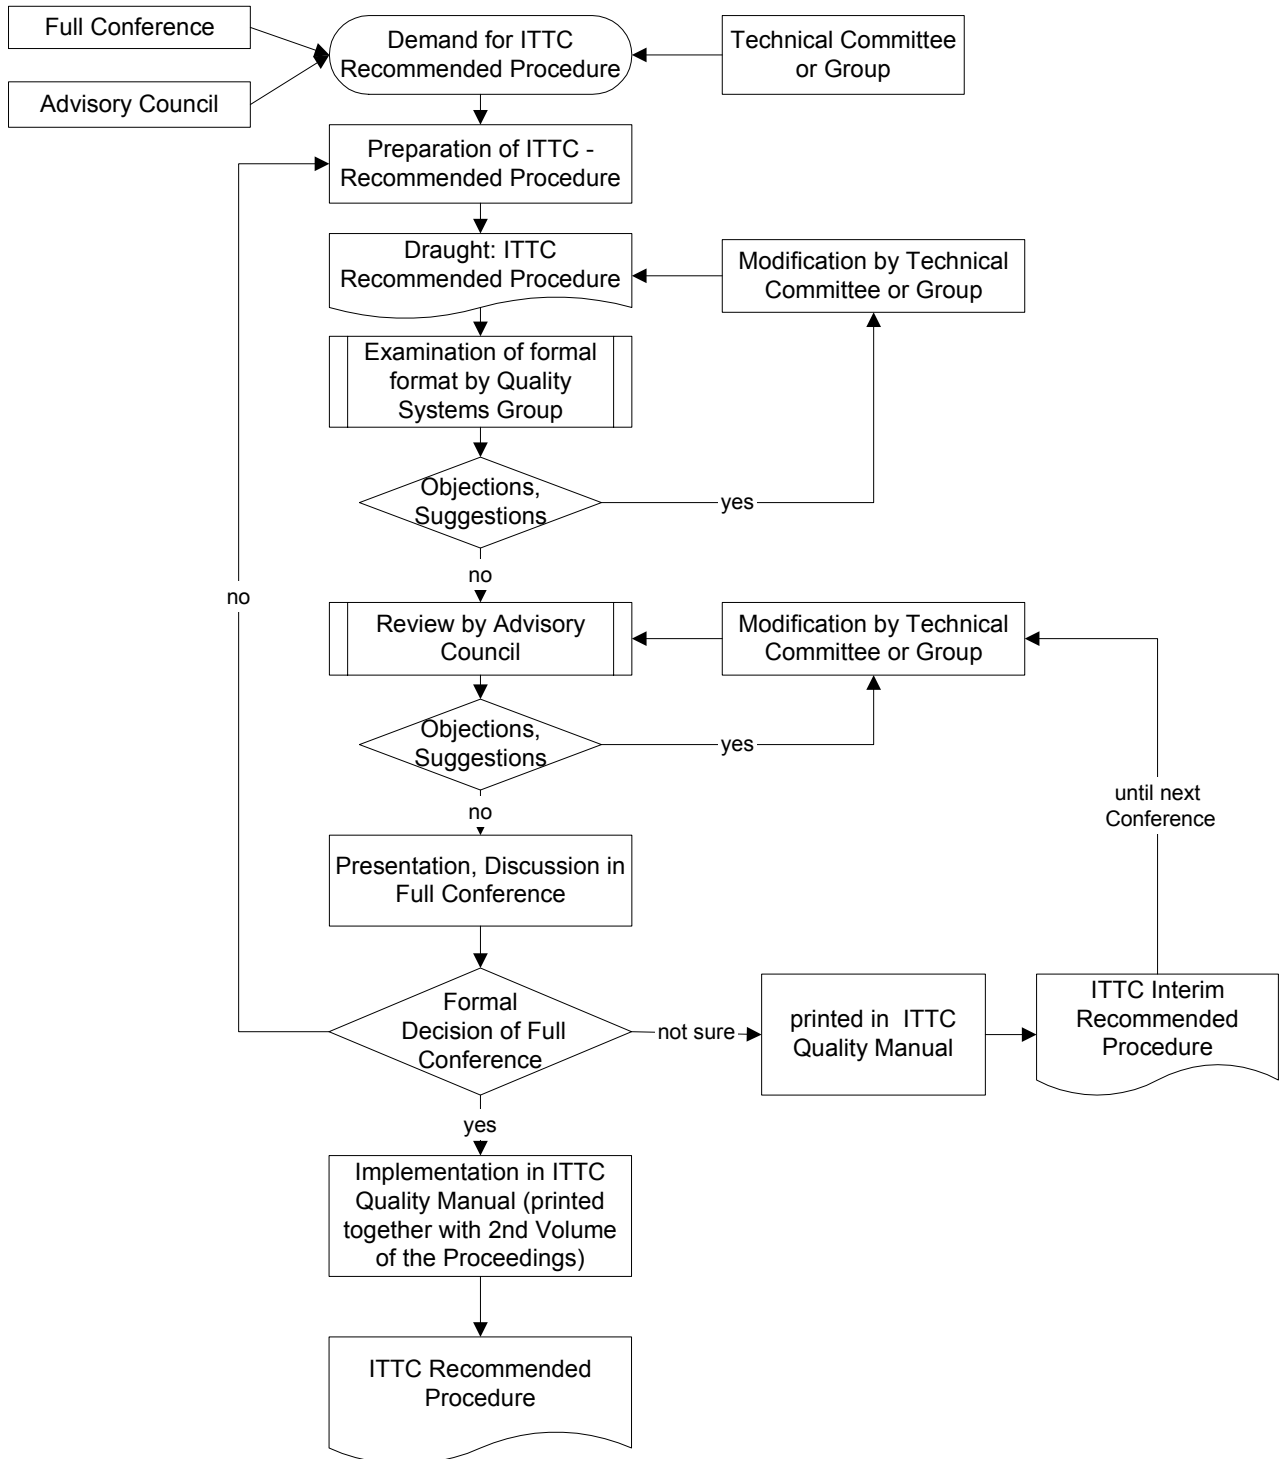 Full Conference
Demand for ITTC
Recommended Procedure
Technical Committee
or Group
Advisory Council
Preparation of ITTC -
Recommended Procedure
Draught: ITTC
Recommended Procedure
Modification by Technical
Committee or Group
Examination of formal
format by Quality
Systems Group
Objections,
Suggestions
yes
no
no
Review by Advisory
Council
Modification by Technical
Committee or Group
Objections,
Suggestions
yes
until next
Conference
no
Presentation, Discussion in
Full Conference
Formal
Decision of Full
Conference
not sure
printed in ITTC
Quality Manual
ITTC Interim
Recommended
Procedure
yes
Implementation in ITTC
Quality Manual (printed
together with 2nd Volume
of the Proceedings)
ITTC Recommended
Procedure